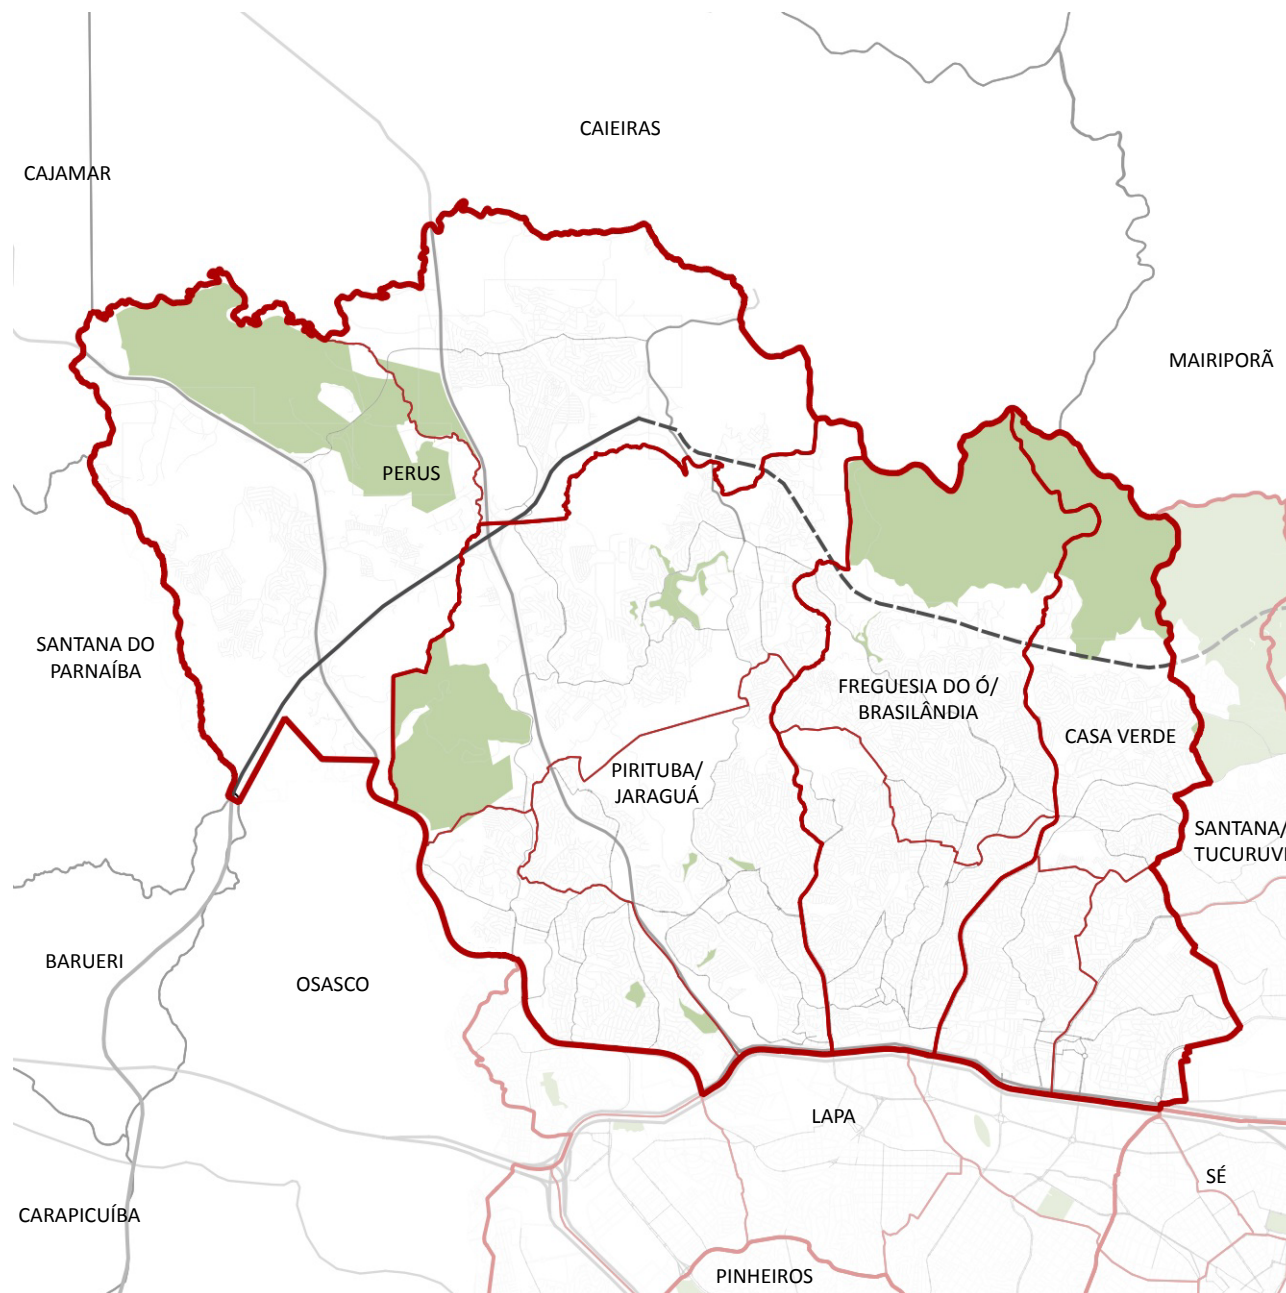 CAIEIRAS
CAJAMAR
MAIRIPORÃ
PERUS
SANTANA DO
PARNAÍBA
FREGUESIA DO Ó/
BRASILÂNDIA
CASA VERDE
PIRITUBA/
JARAGUÁ
SANTANA/
TUCURUVI
BARUERI
OSASCO
LAPA
SÉ
CARAPICUÍBA
PINHEIROS